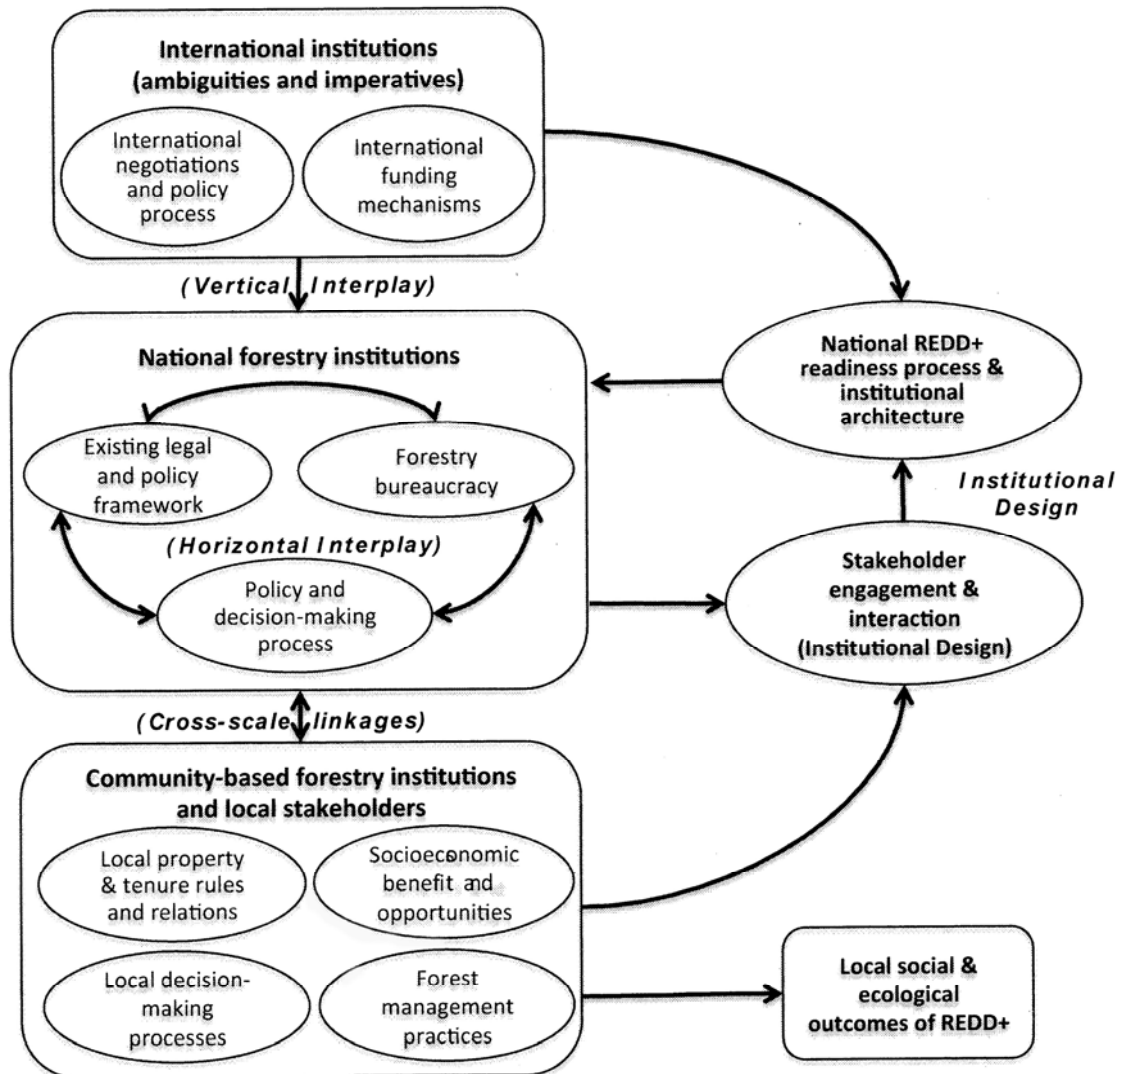 International institutions
(ambiguities and imperatives)
International
negotiations
and policy
process
International
funding
mechanisms
(Vertical Interplay)
National forestry institutions
Existing legal
and policy
framework
Forestry
bureaucracy
(Horizontal Interplay)
Policy and
decision-making
process
National REDD+
readiness process &
institutional
architecture
Institutional
Design
Stakeholder
engagement &
interaction
(Institutional Design)
(Cross-scale linkages)
Community-based forestry institutions
and local stakeholders
Local property
& tenure rules
and relations
Socioeconomic
benefit and
opportunities
Local decision-
making
processes
Forest
management
practices
Local social &
ecological
outcomes of REDD+